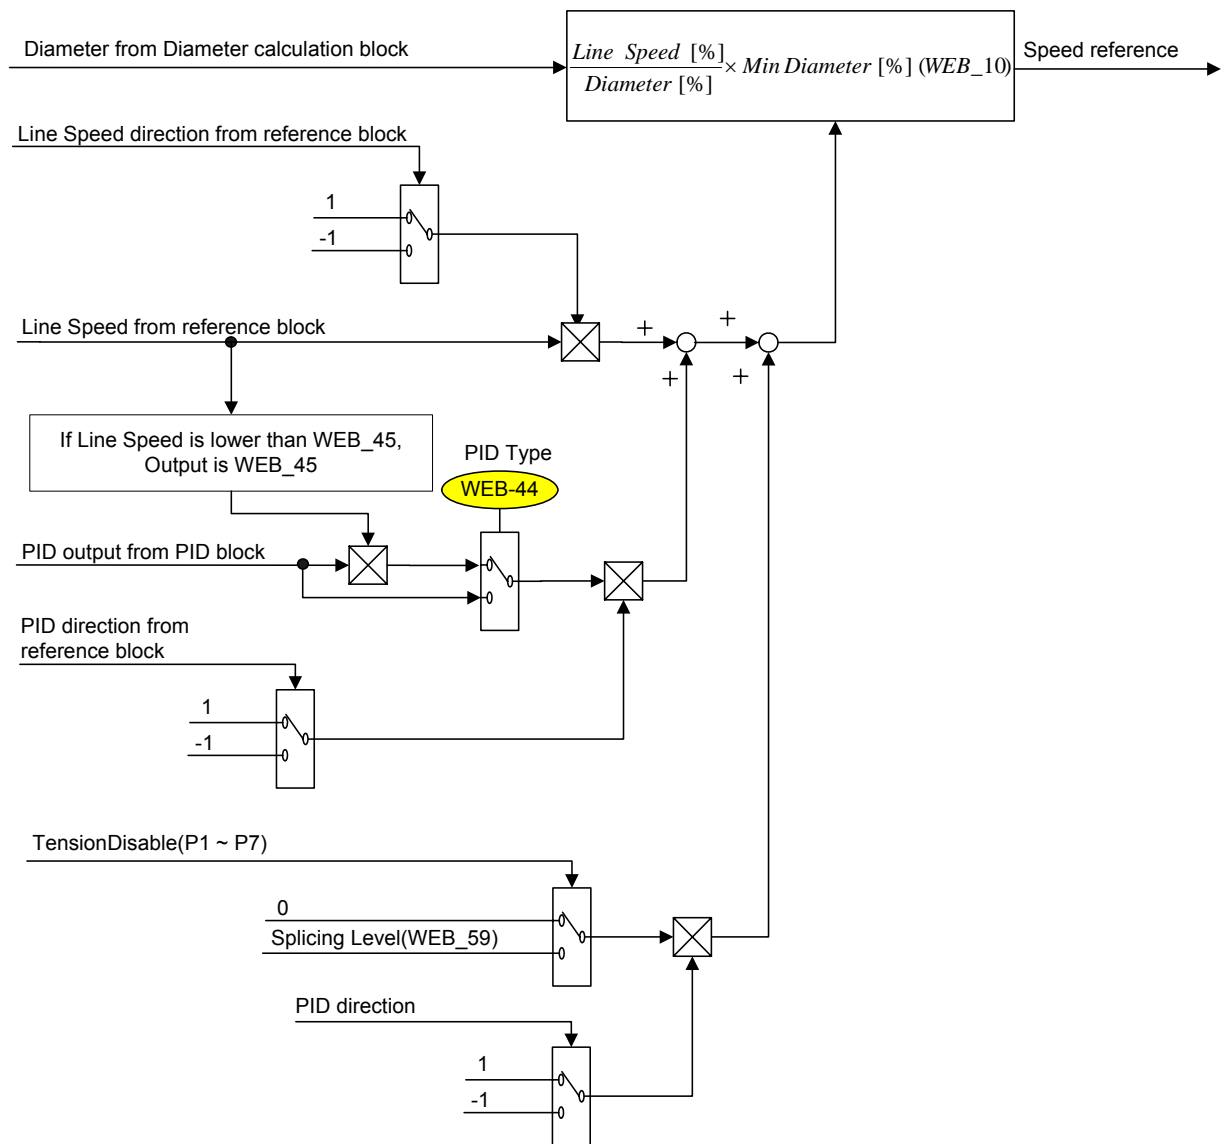 Diameter from Diameter calculation block
Line Speed [%]
Diameter [%]
× Min Diameter [%] (WEB_10)
Speed reference
Line Speed direction from reference block
1
-1
Line Speed from reference block
+
+
+
+
If Line Speed is lower than WEB_45,
Output is WEB_45
PID Type
WEB-44
PID output from PID block
PID direction from
reference block
1
-1
TensionDisable(P1 ~ P7)
0
Splicing Level(WEB_59)
PID direction
1
-1